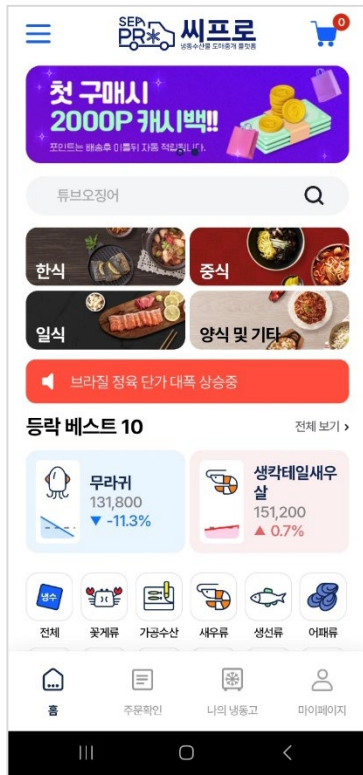 SEA
PRO
씨프로
냉동수산물 도매중개 플랫폼
0
첫 구매시
2000P 캐시백!!
포인트는 배송후 이틀뒤 자동 적립됩니다.
튜브오징어
한식
중식
일식
양식 및 기타
브라질 정육 단가 대폭 상승중
등락 베스트 10
전체 보기 >
무라귀
131,800
▼ -11.3%
생칵테일새우
살
151,200
▲ 0.7%
냉수
전체
꽃게류
가공수산
새우류
생선류
어패류
홈
주문확인
나의 냉동고
마이페이지